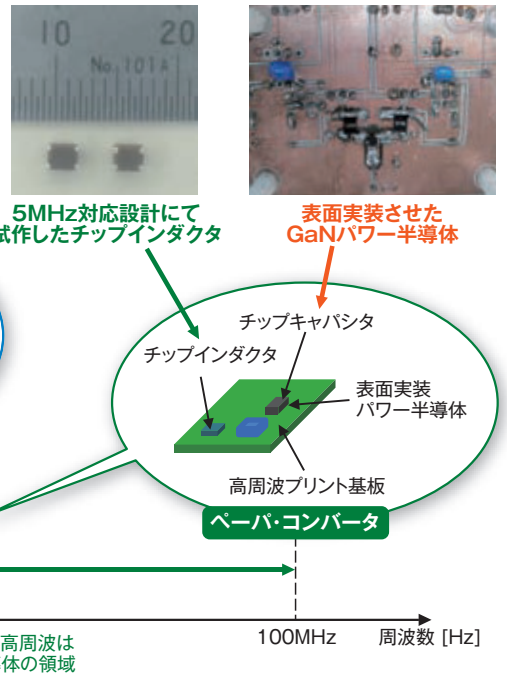 10 20
No.101A
5MHz対応設計にて
試作したチップインダクタ
表面実装させた
GaNパワー半導体
チップキャパシタ
チップインダクタ
表面実装
パワー半導体
高周波プリント基板
ペーパ・コンバータ
100MHz 周波数 [Hz]
高周波は
体の領域